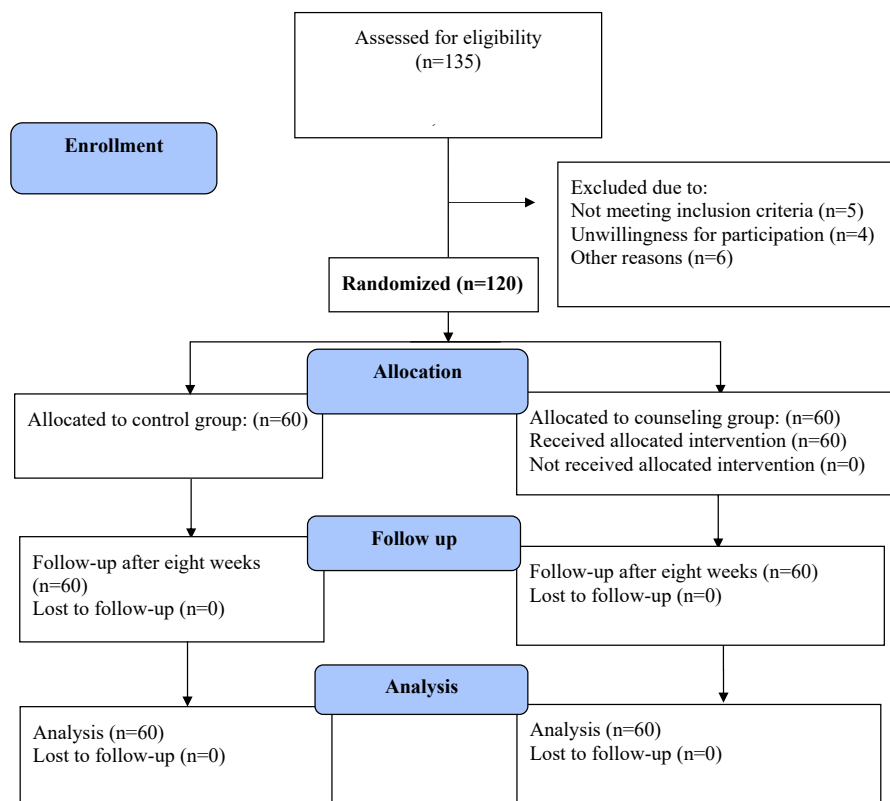 Assessed for eligibility
(n=135)
Enrollment
Excluded due to:
Not meeting inclusion criteria (n=5)
Unwillingness for participation (n=4)
Other reasons (n=6)
Randomized (n=120)
Allocation
Allocated to control group: (n=60)
Allocated to counseling group: (n=60)
Received allocated intervention (n=60)
Not received allocated intervention (n=0)
Follow up
Follow-up after eight weeks
(n=60)
Lost to follow-up (n=0)
Follow-up after eight weeks (n=60)
Lost to follow-up (n=0)
Analysis
Analysis (n=60)
Lost to follow-up (n=0)
Analysis (n=60)
Lost to follow-up (n=0)